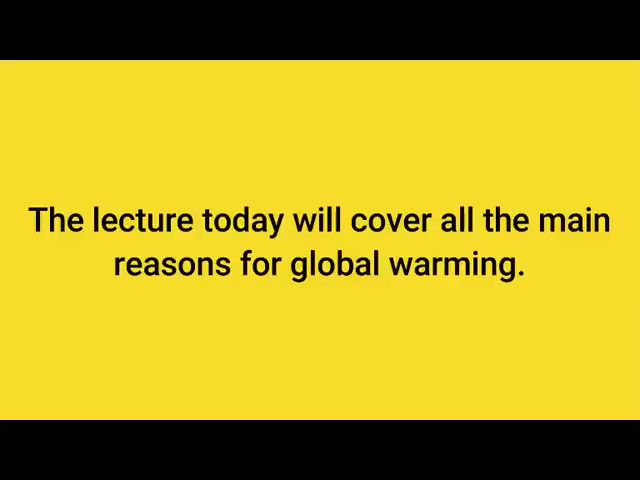 The lecture today will cover all the main
reasons for global warming.